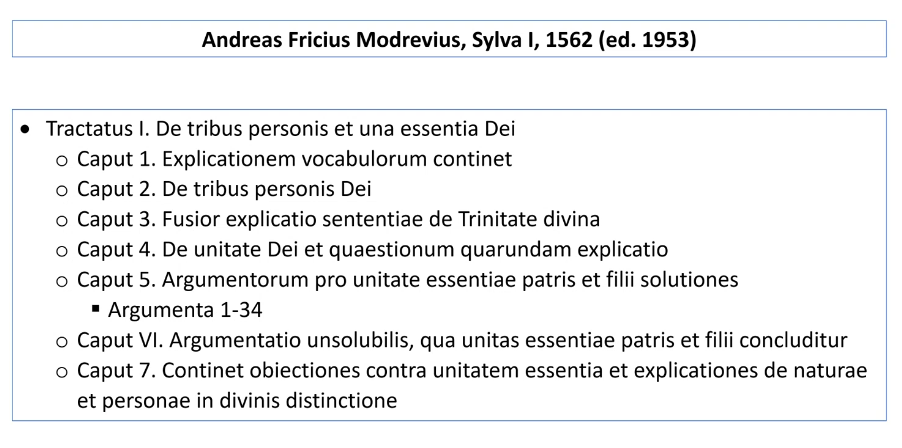 Andreas Fricius Modrevius, Sylva I, 1562 (ed. 1953)
• Tractatus I. De tribus personis et una essentia Dei
o Caput 1. Explicationem vocabulorum continet
o Caput 2. De tribus personis Dei
o Caput 3. Fusior explicatio sententiae de Trinitate divina
o Caput 4. De unitate Dei et quaestionum quarundam explicatio
o Caput 5. Argumentorum pro unitate essentiae patris et filii solutiones
▪ Argumenta 1-34
o Caput VI. Argumentatio unsolubilis, qua unitas essentiae patris et filii concluditur
o Caput 7. Continet obiectiones contra unitatem essentia et explicationes de naturae
et personae in divinis distinctione